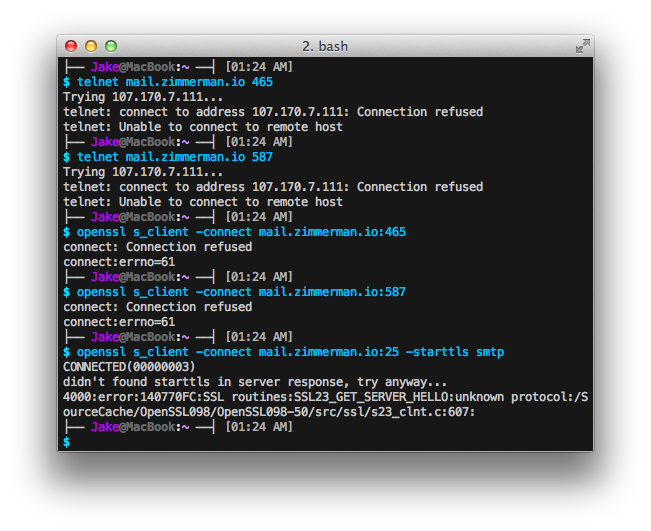 2. bash
├── Jake@MacBook:~ ──┤ [01:24 AM]
$ telnet mail.zimmerman.io 465
Trying 107.170.7.111...
telnet: connect to address 107.170.7.111: Connection refused
telnet: Unable to connect to remote host
├── Jake@MacBook:~ ──┤ [01:24 AM]
$ telnet mail.zimmerman.io 587
Trying 107.170.7.111...
telnet: connect to address 107.170.7.111: Connection refused
telnet: Unable to connect to remote host
├── Jake@MacBook:~ ──┤ [01:24 AM]
$ openssl s_client -connect mail.zimmerman.io:465
connect: Connection refused
connect:errno=61
├── Jake@MacBook:~ ──┤ [01:24 AM]
$ openssl s_client -connect mail.zimmerman.io:587
connect: Connection refused
connect:errno=61
├── Jake@MacBook:~ ──┤ [01:24 AM]
$ openssl s_client -connect mail.zimmerman.io:25 -starttls smtp
CONNECTED(00000003)
didn't found starttls in server response, try anyway...
4000:error:140770FC:SSL routines:SSL23_GET_SERVER_HELLO:unknown protocol:/S
ourceCache/OpenSSL098/OpenSSL098-50/src/ssl/s23_clnt.c:607:
├── Jake@MacBook:~ ──┤ [01:24 AM]
$